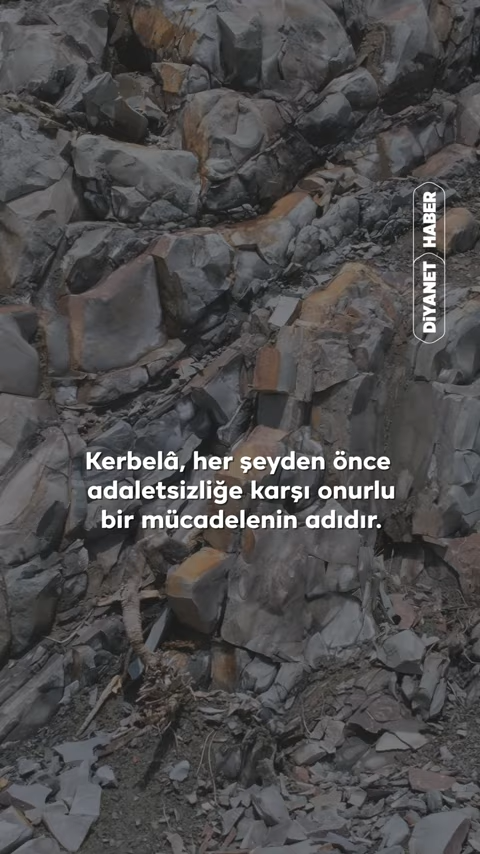 DİYANET HABER
Kerbelâ, her şeyden önce
adaletsizliğe karşı onurlu
bir mücadelenin adıdır.